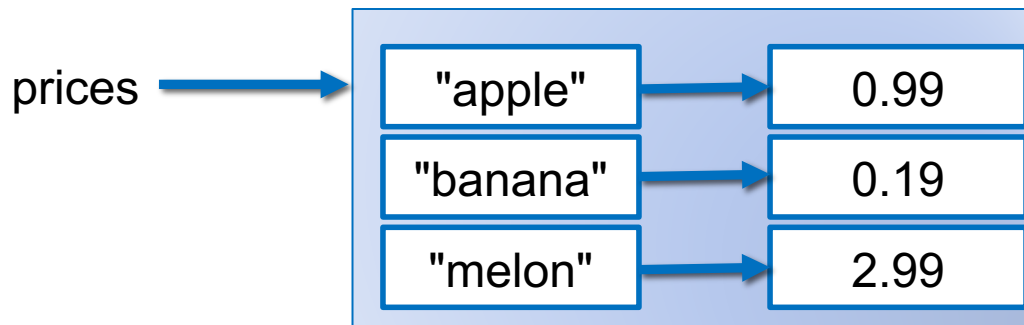 prices
"apple" 0.99
"banana" 0.19
"melon" 2.99